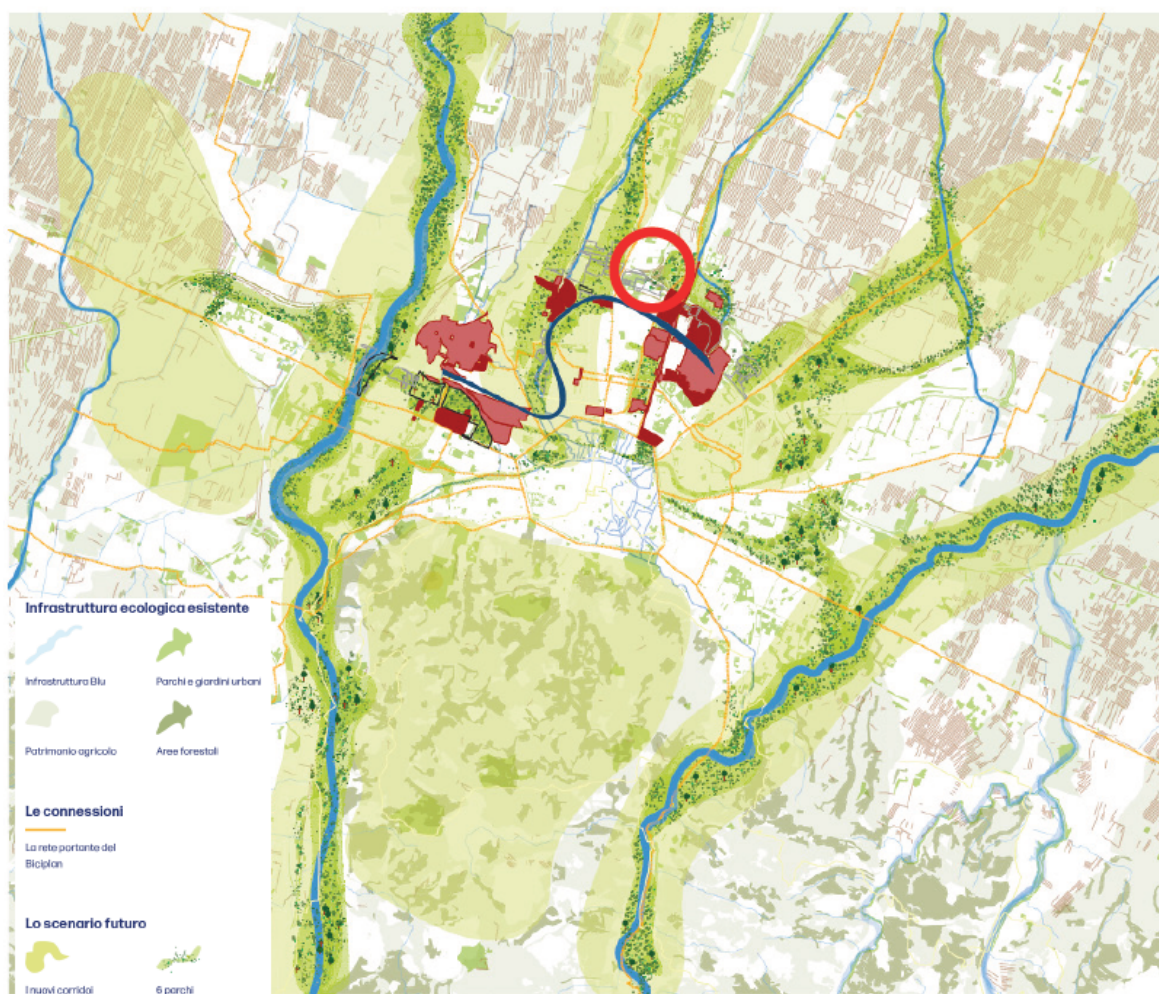 Infrastruttura ecologica esistente
Infrastruttura Blu
Parchi e giardini urbani
Patrimonio agricolo
Aree forestali
Le connessioni
La rete portante del
Biciplan
Lo scenario futuro
I nuovi corridoi
6 parchi